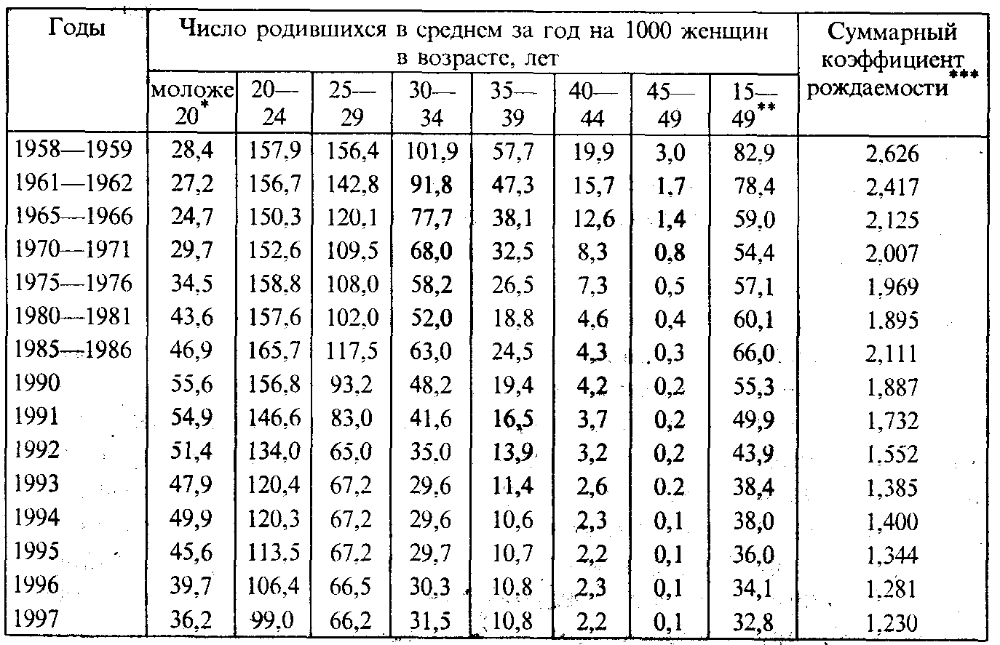 Годы Число родившихся в среднем за год на 1000 женщин Суммарный
в возрасте, лет коэффициент
моложе 20— 25— 30— 35— 40— 45— 15— рождаемости***
20* 24 29 34 39 44 49 49**
1958—1959 28,4 157,9 156,4 101,9 57,7 19,9 3,0 82,9 2,626
1961—1962 27,2 156,7 142,8 91,8 47,3 15,7 1,7 78,4 2,417
1965—1966 24,7 150,3 120,1 77,7 38,1 12,6 1,4 59,0 2,125
1970—1971 29,7 152,6 109,5 68,0 32,5 8,3 0,8 54,4 2,007
1975—1976 34,5 158,8 108,0 58,2 26,5 7,3 0,5 57,1 1,969
1980—1981 43,6 157,6 102,0 52,0 18,8 4,6 0,4 60,1 1.895
1985—1986 46,9 165,7 117,5 63,0 24,5 4,3 0,3 66,0 2,111
1990 55,6 156,8 93,2 48,2 19,4 4,2 0,2 55,3 1,887
1991 54,9 146,6 83,0 41,6 16,5 3,7 0,2 49,9 1,732
1992 51,4 134,0 65,0 35.0 13,9 3,2 0,2 43,9 1,552
1993 47,9 120,4 67,2 29,6 11,4 2,6 0.2 38,4 1,385
1994 49,9 120,3 67,2 29,6 10,6 2,3 0,1 38,0 1,400
1995 45,6 113,5 67,2 29,7 10,7 2,2 0,1 36,0 1,344
1996 39,7 106,4 66,5 30,3 10,8 2,3 0,1 34,1 1,281
1997 36,2 99,0 66,2 31,5 10,8 2,2 0,1 32,8 1,230